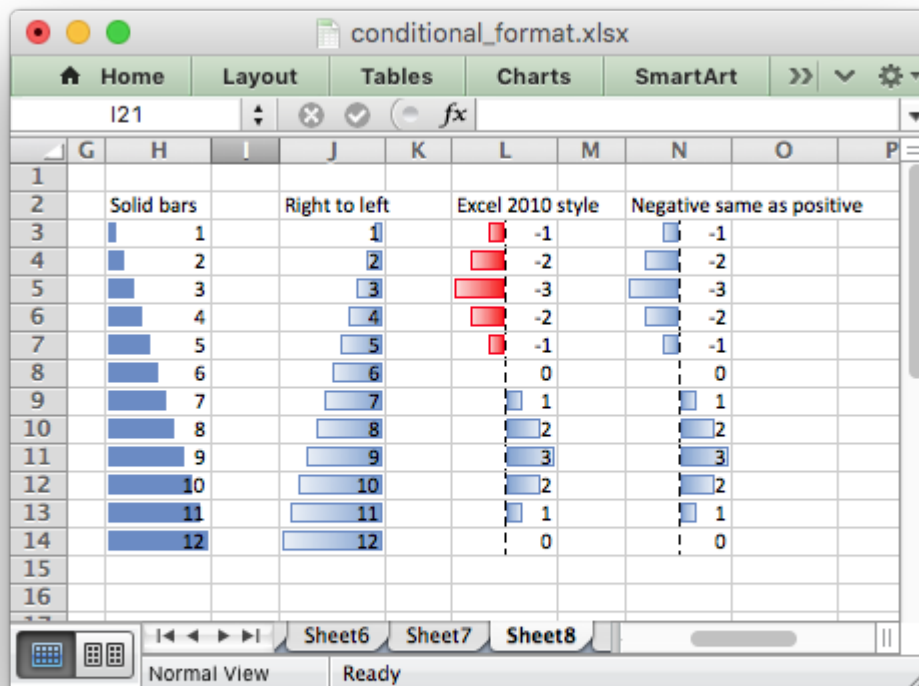 conditional_format.xlsx
Home Layout Tables Charts SmartArt
I21 fx
G H I J K L M N O P
1
2 Solid bars Right to left Excel 2010 style Negative same as positive
3 1 1 -1 -1
4 2 2 -2 -2
5 3 3 -3 -3
6 4 4 -2 -2
7 5 5 -1 -1
8 6 6 0 0
9 7 7 1 1
10 8 8 2 2
11 9 9 3 3
12 10 10 2 2
13 11 11 1 1
14 12 12 0 0
15
16
Sheet6 Sheet7 Sheet8
Normal View Ready